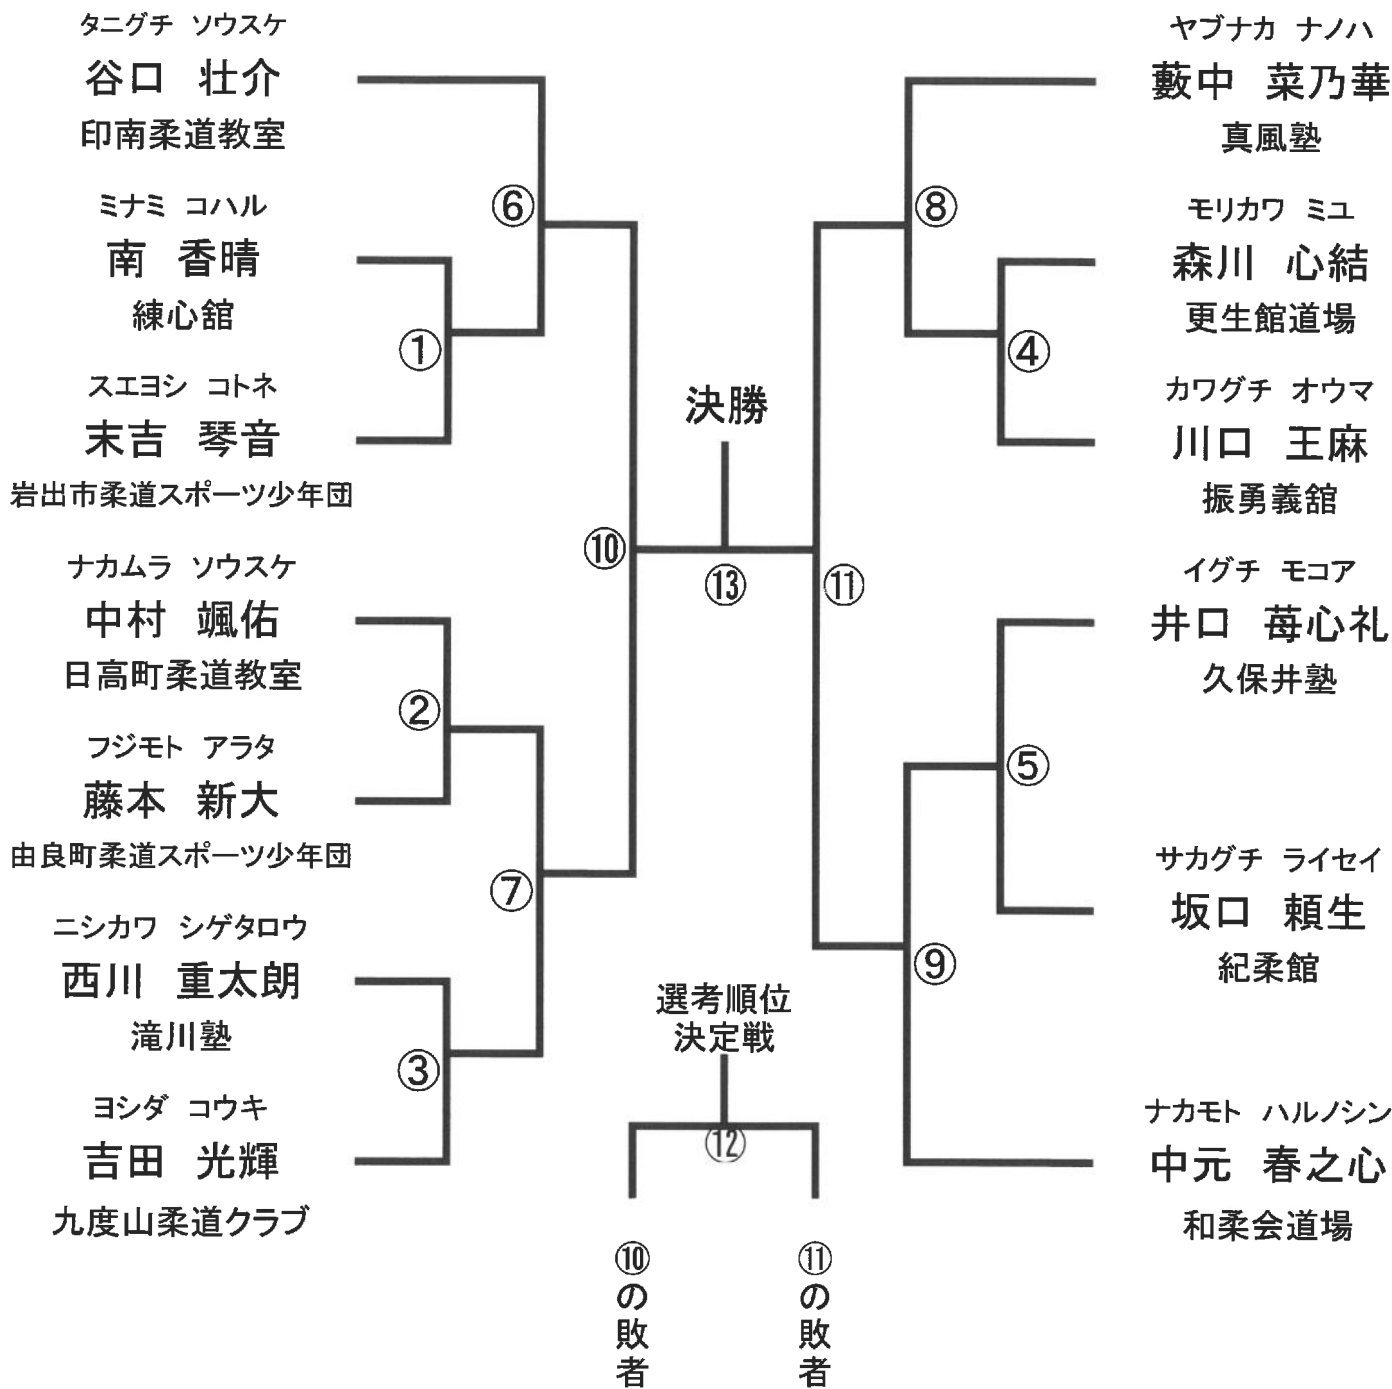 タニグチ ソウスケ
谷口 壮介
印南柔道教室
ミナミ コハル
南 香晴
練心舘
スエヨシ コトネ
末吉 琴音
岩出市柔道スポーツ少年団
ナカムラ ソウスケ
中村 颯佑
日高町柔道教室
フジモト アラタ
藤本 新大
由良町柔道スポーツ少年団
ニシカワ シゲタロウ
西川 重太朗
滝川塾
ヨシダ コウキ
吉田 光輝
九度山柔道クラブ
⑥
①
②
⑦
③
⑩
決勝
⑬
⑪
選考順位
決定戦
⑫
⑩の敗者
⑪の敗者
⑧
④
⑤
⑨
ヤブナカ ナノハ
藪中 菜乃華
真風塾
モリカワ ミユ
森川 心結
更生館道場
カワグチ オウマ
川口 王麻
振勇義舘
イグチ モコア
井口 苺心礼
久保井塾
サカグチ ライセイ
坂口 頼生
紀柔館
ナカモト ハルノシン
中元 春之心
和柔会道場